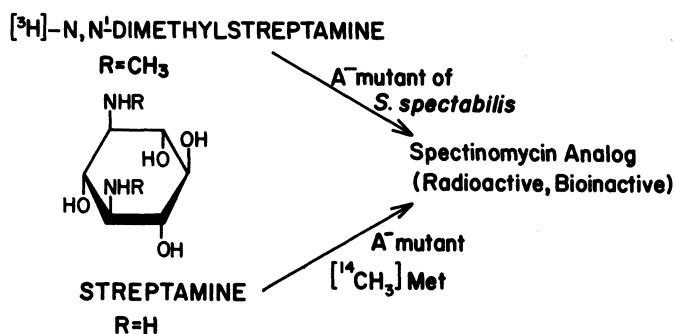 [³H]-N,N¹-DIMETHYLSTREPTAMINE
R=CH₃
A⁻mutant of
S. spectabilis
NHR
OH
HO
NHR
HO
OH
Spectinomycin Analog
(Radioactive, Bioinactive)
A⁻mutant
[¹⁴CH₃] Met
STREPTAMINE
R=H